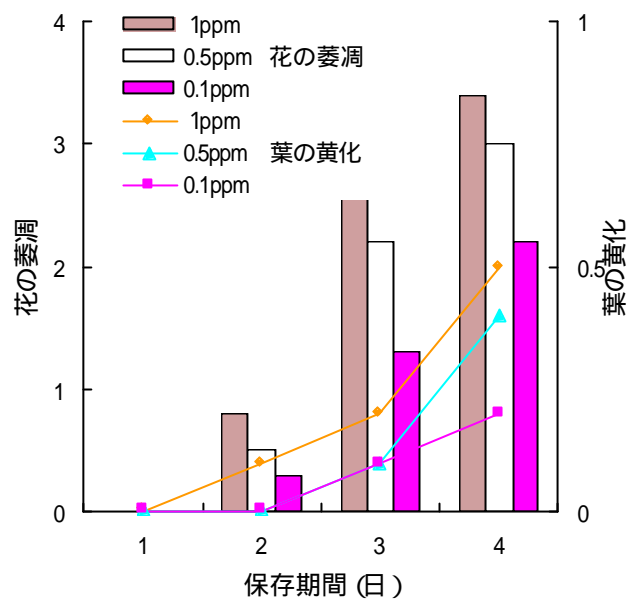 1ppm
0.5ppm 花の萎凋
0.1ppm
1ppm
0.5ppm 葉の黄化
0.1ppm
4
3
2
1
0
花の萎凋
1
0.5
0
葉の黄化
1 2 3 4
保存期間 (日)